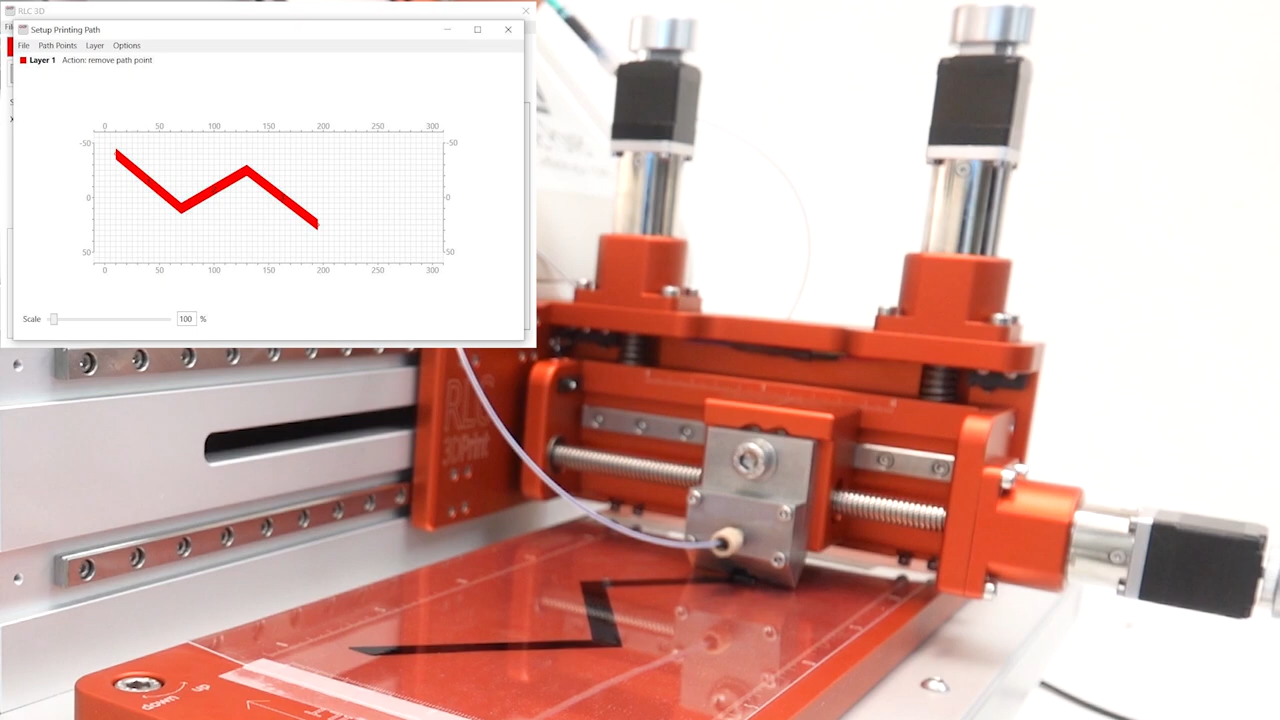 RLC 3D
Setup Printing Path
File Path Points Layer Options
Layer 1 Action: remove path point
0 50 100 150 200 250 300
-50 -50
0 0
50 50
0 50 100 150 200 250 300
Scale 100 %
RLC
3DPrint
up
down